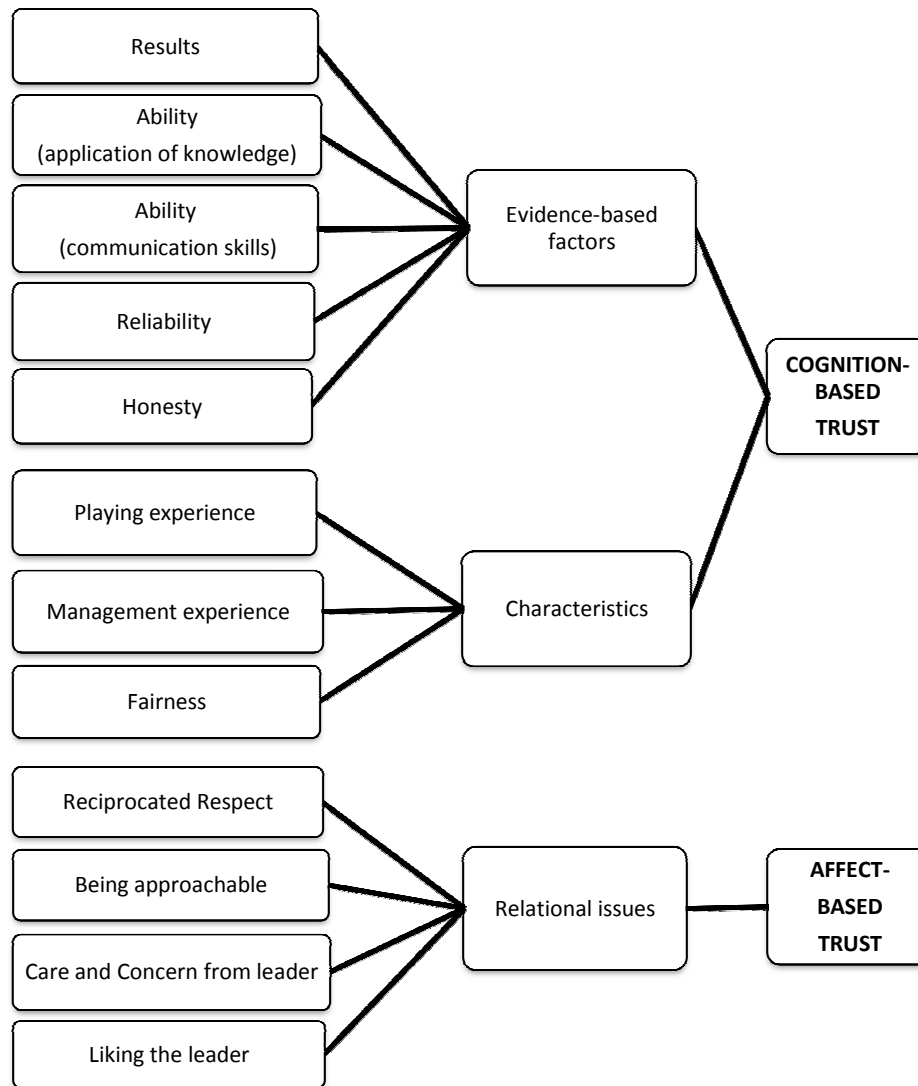 Results
Ability
(application of knowledge)
Ability
(communication skills)
Reliability
Honesty
Evidence-based
factors
COGNITION-
BASED
TRUST
Playing experience
Management experience
Fairness
Characteristics
Reciprocated Respect
Being approachable
Care and Concern from leader
Liking the leader
Relational issues
AFFECT-
BASED
TRUST